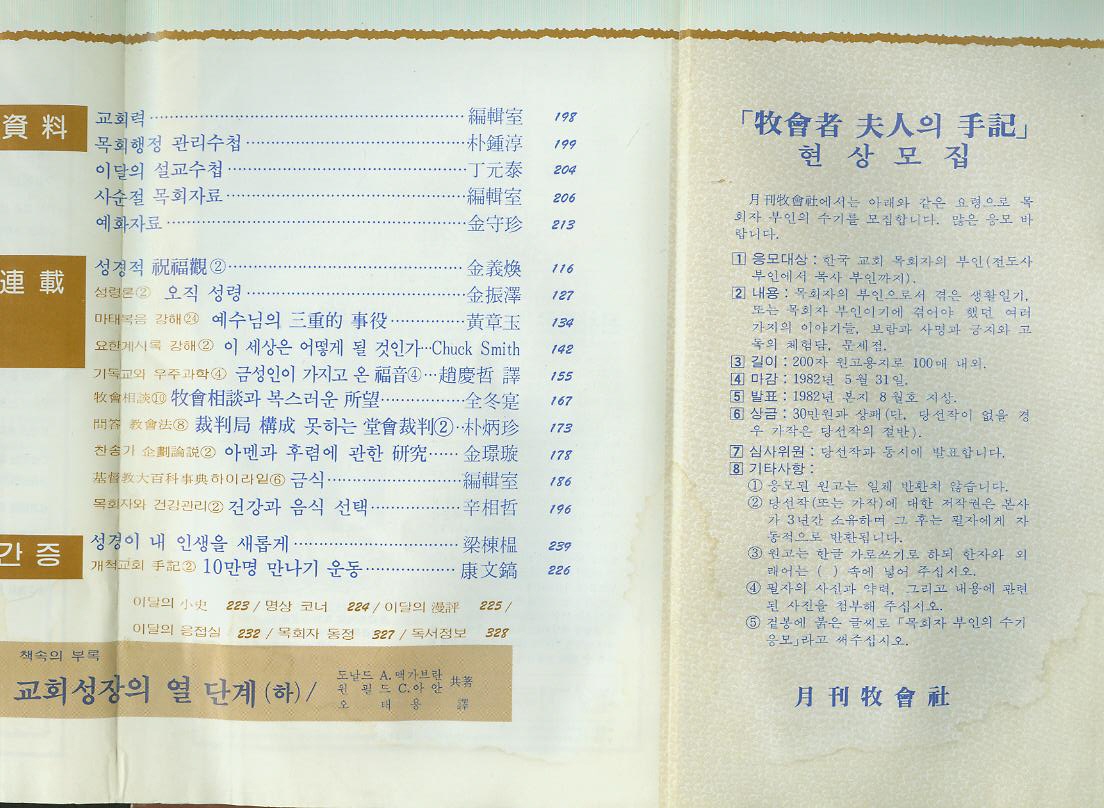 資料
교회력 編輯室 198
목회행정 관리수첩 朴鍾淳 199
이달의 설교수첩 丁元泰 204
사순절 목회자료 編輯室 206
예화자료 金守珍 213
連載
성경적 祝福觀② 金義煥 116
성령론② 오직 성령 金振澤 127
마태복음 강해㉔ 예수님의 三重的 事役 黃章玉 134
요한계시록 강해② 이 세상은 어떻게 될 것인가 Chuck Smith 142
기독교와 우주과학④ 금성인이 가지고 온 福音④ 趙慶哲 譯 155
牧會相談⑩ 牧會相談과 복스러운 所望 全冬寔 167
問答 教會法⑧ 裁判局 構成 못하는 堂會裁判② 朴炳珍 173
찬송가 企劃論説② 아멘과 후렴에 관한 研究 金環璇 178
基督教大百科事典하이라일⑥ 금식 編輯室 186
목회자와 건강관리② 건강과 음식 선택 辛相哲 196
간증
성경이 내 인생을 새롭게 梁棟榲 239
개척교회 手記② 10만명 만나기 운동 康文鎬 226
이달의 小史 223 / 명상 코너 224 / 이달의 漫評 225 /
이달의 응접실 232 / 목회자 동정 327 / 독서정보 328
책속의 부록
교회성장의 열 단계 (하) /
도날드 A.맥가브란
윈 필 드 C.아 안 共著
오 태 용 譯
「牧會者 夫人의 手記」
현상모집
月刊牧會社에서는 아래와 같은 요령으로 목
회자 부인의 수기를 모집합니다. 많은 응모 바
랍니다.
1 응모대상 : 한국 교회 목회자의 부인(전도사
부인에서 목사 부인까지).
2 내용 : 목회자의 부인으로서 겪은 생활일기,
또는 목회자 부인이기에 겪어야 했던 여러
가지의 이야기들, 보람과 사명과 긍지와 고
독의 체험담, 문제점.
3 길이 : 200자 원고용지로 100매 내외.
4 마감 : 1982년 5월 31일.
5 발표 : 1982년 본지 8월호 지상.
6 상금 : 30만원과 상패(단, 당선작이 없을 경
우 가작은 당선작의 절반).
7 심사위원 : 당선작과 동시에 발표합니다.
8 기타사항 :
① 응모된 원고는 일체 반환치 않습니다.
② 당선작(또는 가작)에 대한 저작권은 본사
가 3년간 소유하며 그 후는 필자에게 자
동적으로 반환됩니다.
③ 원고는 한글 가로쓰기로 하되 한자와 외
래어는 ( ) 속에 넣어 주십시오.
④ 필자의 사진과 약력, 그리고 내용에 관련
된 사진을 첨부해 주십시오.
⑤ 겉봉에 붉은 글씨로 「목회자 부인의 수기
응모」라고 써주십시오.
月刊牧會社